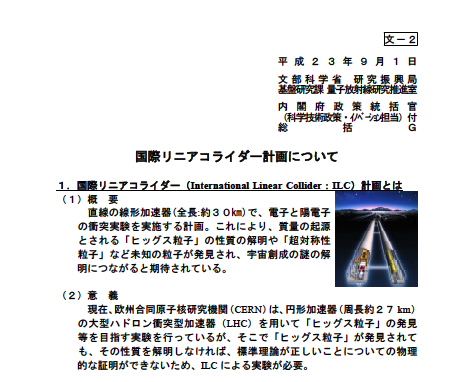 文－２
平成２３年９月１日
文部科学省 研究振興局
基盤研究課 量子放射線研究推進室
内閣府政策統括官
（科学技術政策・イノベーション担当）付
総括Ｇ
国際リニアコライダー計画について
１．国際リニアコライダー（International Linear Collider：ILC）計画とは
（１）概 要
直線の線形加速器(全長:約３０㎞)で、電子と陽電子
の衝突実験を実施する計画。これにより、質量の起源
とされる「ヒッグス粒子」の性質の解明や「超対称性
粒子」など未知の粒子が発見され、宇宙創成の謎の解
明につながると期待されている。
（２）意 義
現在、欧州合同原子核研究機関（CERN）は、円形加速器（周長約２７km）
の大型ハドロン衝突型加速器（LHC）を用いて「ヒッグス粒子」の発見
等を目指す実験を行っているが、そこで「ヒッグス粒子」が発見されて
も、その性質を解明しなければ、標準理論が正しいことについての物理
的な証明ができないため、ILC による実験が必要。